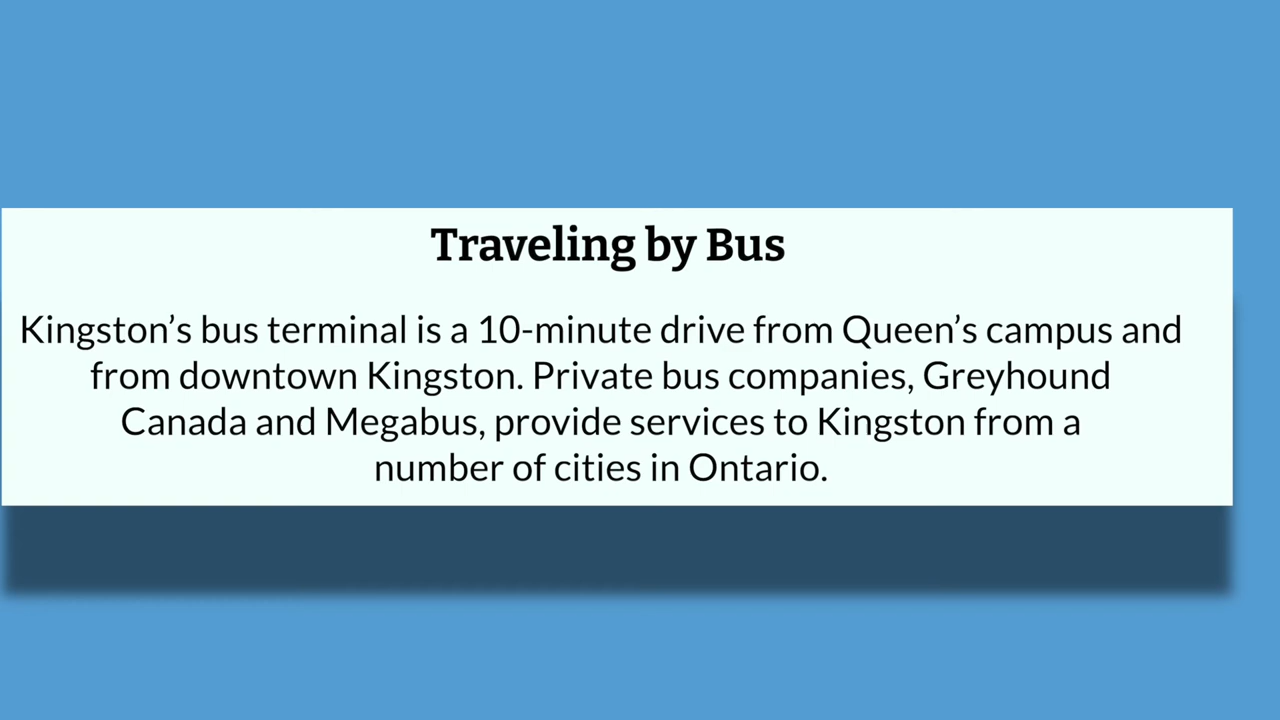 Traveling by Bus
Kingston’s bus terminal is a 10-minute drive from Queen’s campus and
from downtown Kingston. Private bus companies, Greyhound
Canada and Megabus, provide services to Kingston from a
number of cities in Ontario.